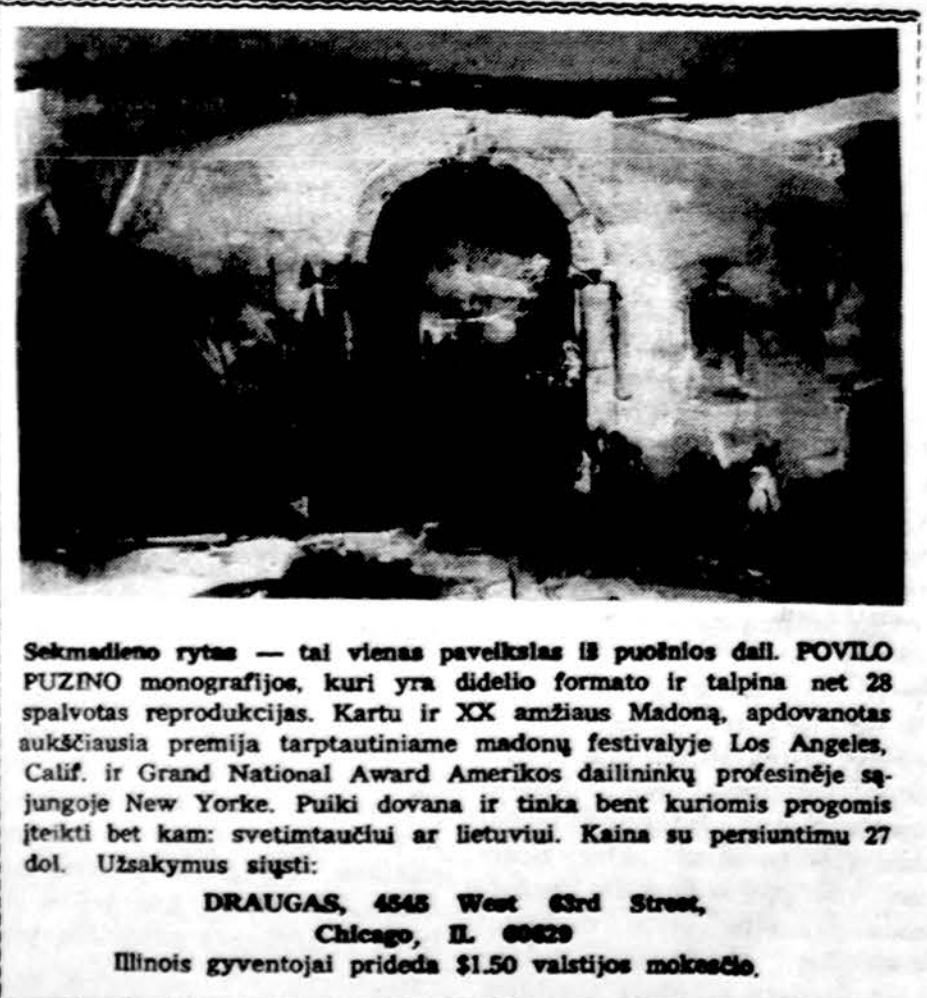 Sekmadieno rytas — tai vienas paveikslas iš puošnios dail. POVILO
PUZINO monografijos, kuri yra didelio formato ir talpina net 28
spalvotas reprodukcijas. Kartu ir XX amžiaus Madoną, apdovanotas
aukščiausia premija tarptautiniame madonų festivalyje Los Angeles,
Calif. ir Grand National Award Amerikos dailininkų profesinėje są-
jungoje New Yorke. Puiki dovana ir tinka bent kuriomis progomis
įteikti bet kam: svetimtaučiui ar lietuviui. Kaina su persiuntimu 27
dol. Užsakymus siųsti:
DRAUGAS, 4545 West 63rd Street,
Chicago, IL 60629
Illinois gyventojai prideda $1.50 valstijos mokesčio.